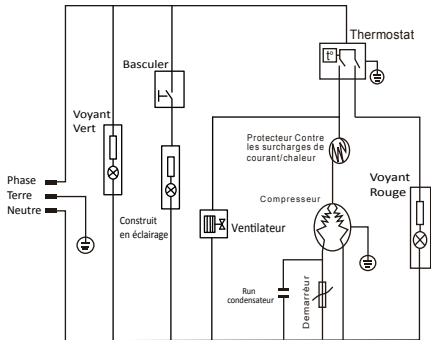 Thermostat
t°
Basculer
Voyant
Vert
Protecteur Contre
les surcharges de
courant/chaleur
Voyant
Rouge
Phase
Terre
Neutre
Compresseur
Construit
en éclairage
Ventilateur
Run
condensateur
Demarrèur